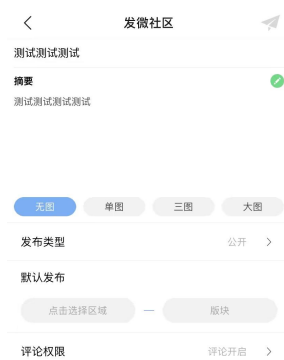 发微社区
测试测试测试
摘要
测试测试测试测试
无图 单图 三图 大图
发布类型 公开
默认发布
点击选择区域 — 版块
评论权限 评论开启